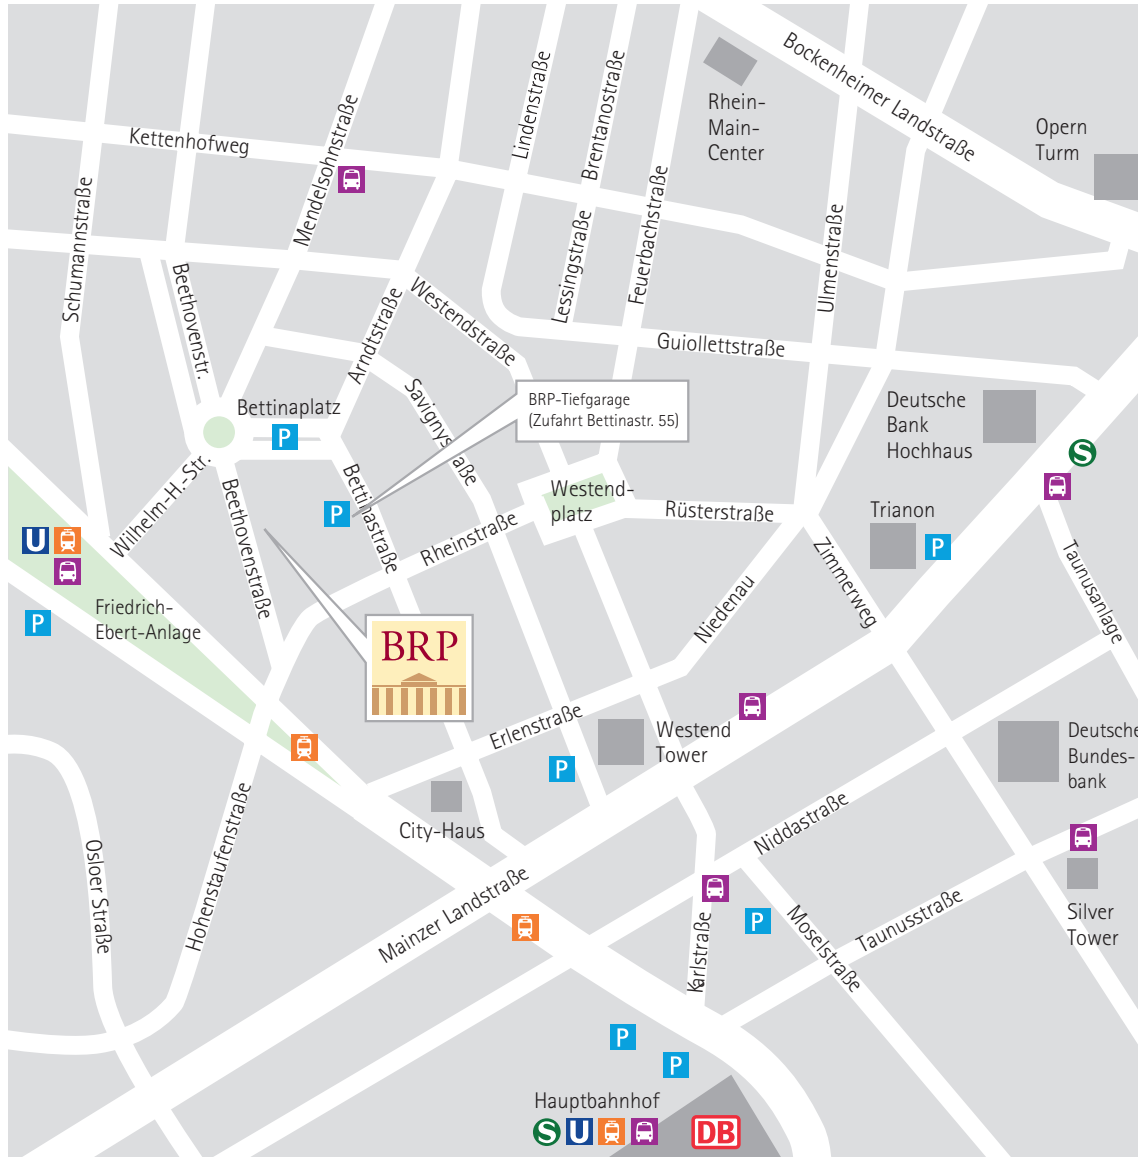 Bockenheimer Landstraße
Rhein-
Main-
Center
Opern
Turm
Kettenhofweg
Mendelsohnstraße
Lindenstraße
Brentanostraße
Feuerbachstraße
Lessingstraße
Ulmenstraße
Schumannstraße
Beethovenstr.
Arndtstraße
Westendstraße
Guiollettstraße
Bettinaplatz
P
Savignystraße
BRP-Tiefgarage
(Zufahrt Bettinastr. 55)
Deutsche
Bank
Hochhaus
S
Wilhelm-H.-Str.
Beethovenstraße
P
Bettinastraße
Rheinstraße
Westend-
platz
Rüsterstraße
Trianon
P
U
P
Friedrich-
Ebert-Anlage
BRP
Zimmerweg
Niedenau
Taunusanlage
Erlenstraße
P
Westend
Tower
Deutsche
Bundes-
bank
City-Haus
Osloer Straße
Hohenstaufenstraße
Mainzer Landstraße
Niddastraße
P
Karlstraße
Moselstraße
Taunusstraße
Silver
Tower
P
P
Hauptbahnhof
S U DB